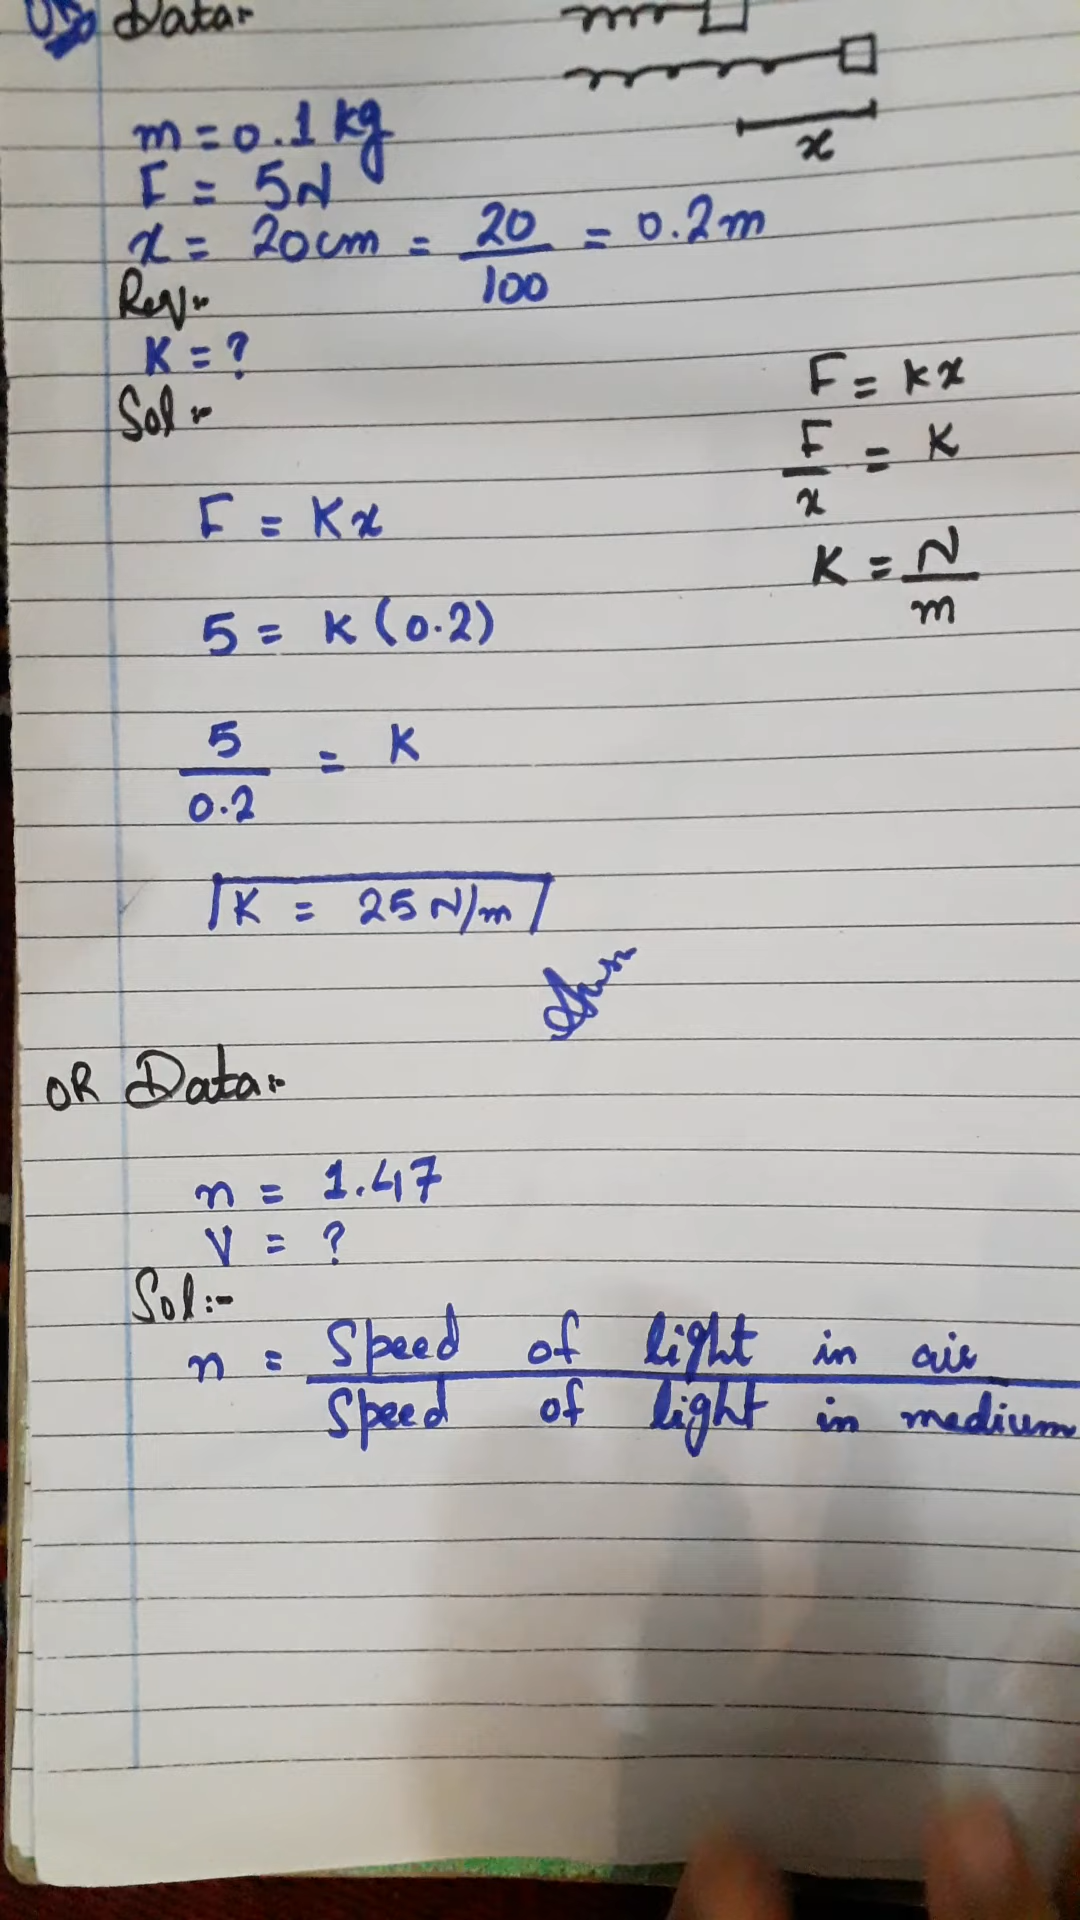 Data:-
m = 0.1 kg
F = 5N
x
x = 20cm = 20/100 = 0.2m
Req:-
K = ?
Sol:-
F = Kx
F/x = K
K = N/m
F = Kx
5 = K (0.2)
5/0.2 = K
K = 25 N/m
Ans
OR Data:-
n = 1.47
V = ?
Sol:-
n = Speed of light in air
Speed of light in medium